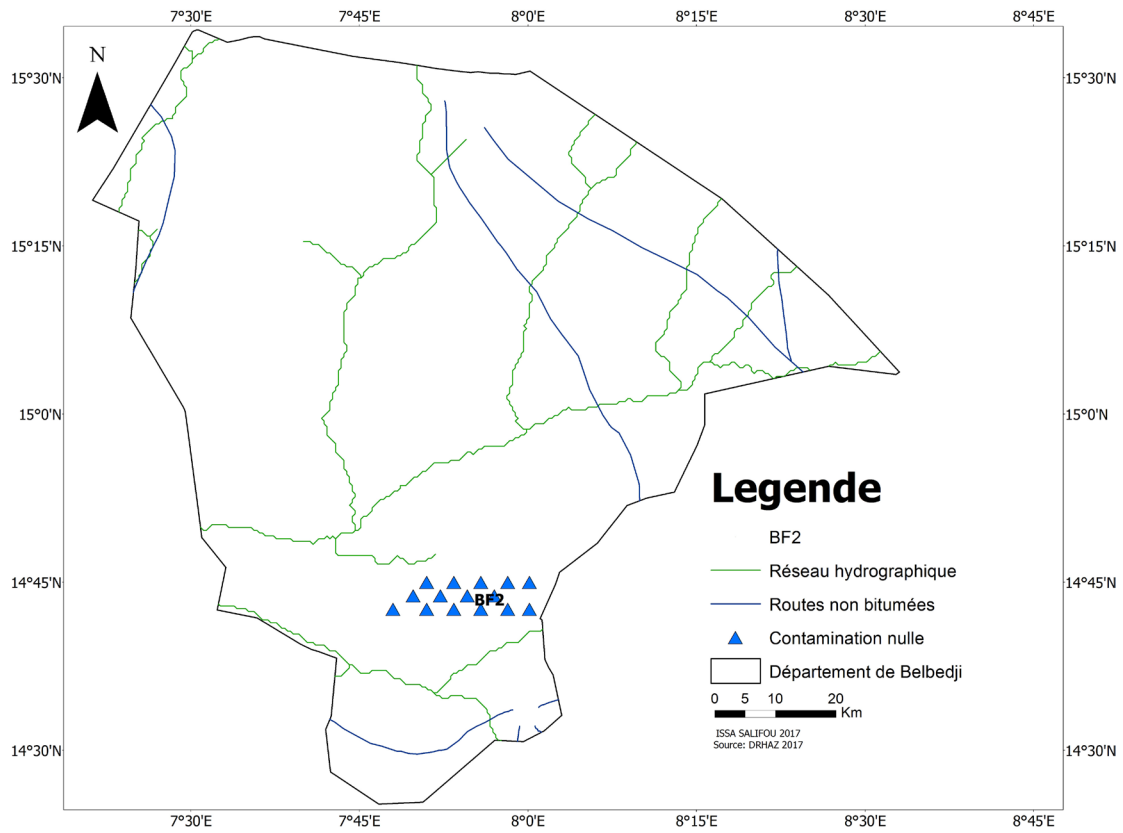 7°30'E 7°45'E 8°0'E 8°15'E 8°30'E 8°45'E
N
15°30'N 15°30'N
15°15'N 15°15'N
15°0'N 15°0'N
Legende
BF2
Réseau hydrographique
14°45'N 14°45'N
BF2
Routes non bitumées
Contamination nulle
Département de Belbedji
0 5 10 20
Km
ISSA SALIFOU 2017
Source: DRHAZ 2017
14°30'N 14°30'N
7°30'E 7°45'E 8°0'E 8°15'E 8°30'E 8°45'E